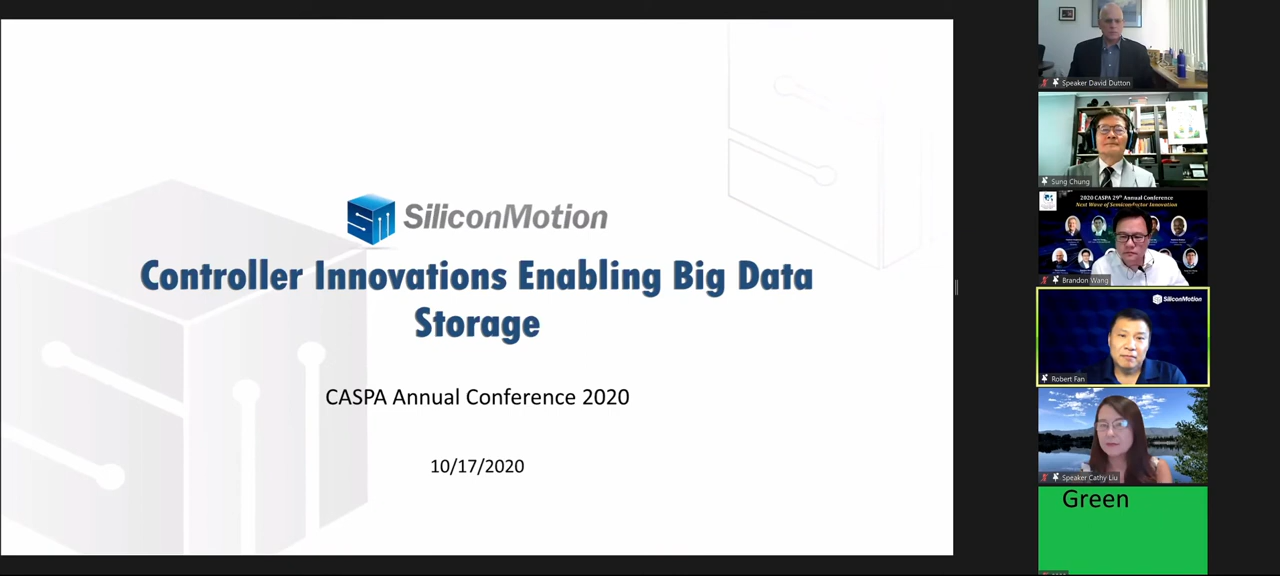 SiliconMotion
Controller Innovations Enabling Big Data
Storage
CASPA Annual Conference 2020
10/17/2020
Speaker David Dutton
Sung Chung
2020 CASPA 29th Annual Conference
Next Wave of Semiconductor Innovation
Brandon Wang
SiliconMotion
Robert Fan
Speaker Cathy Liu
Green